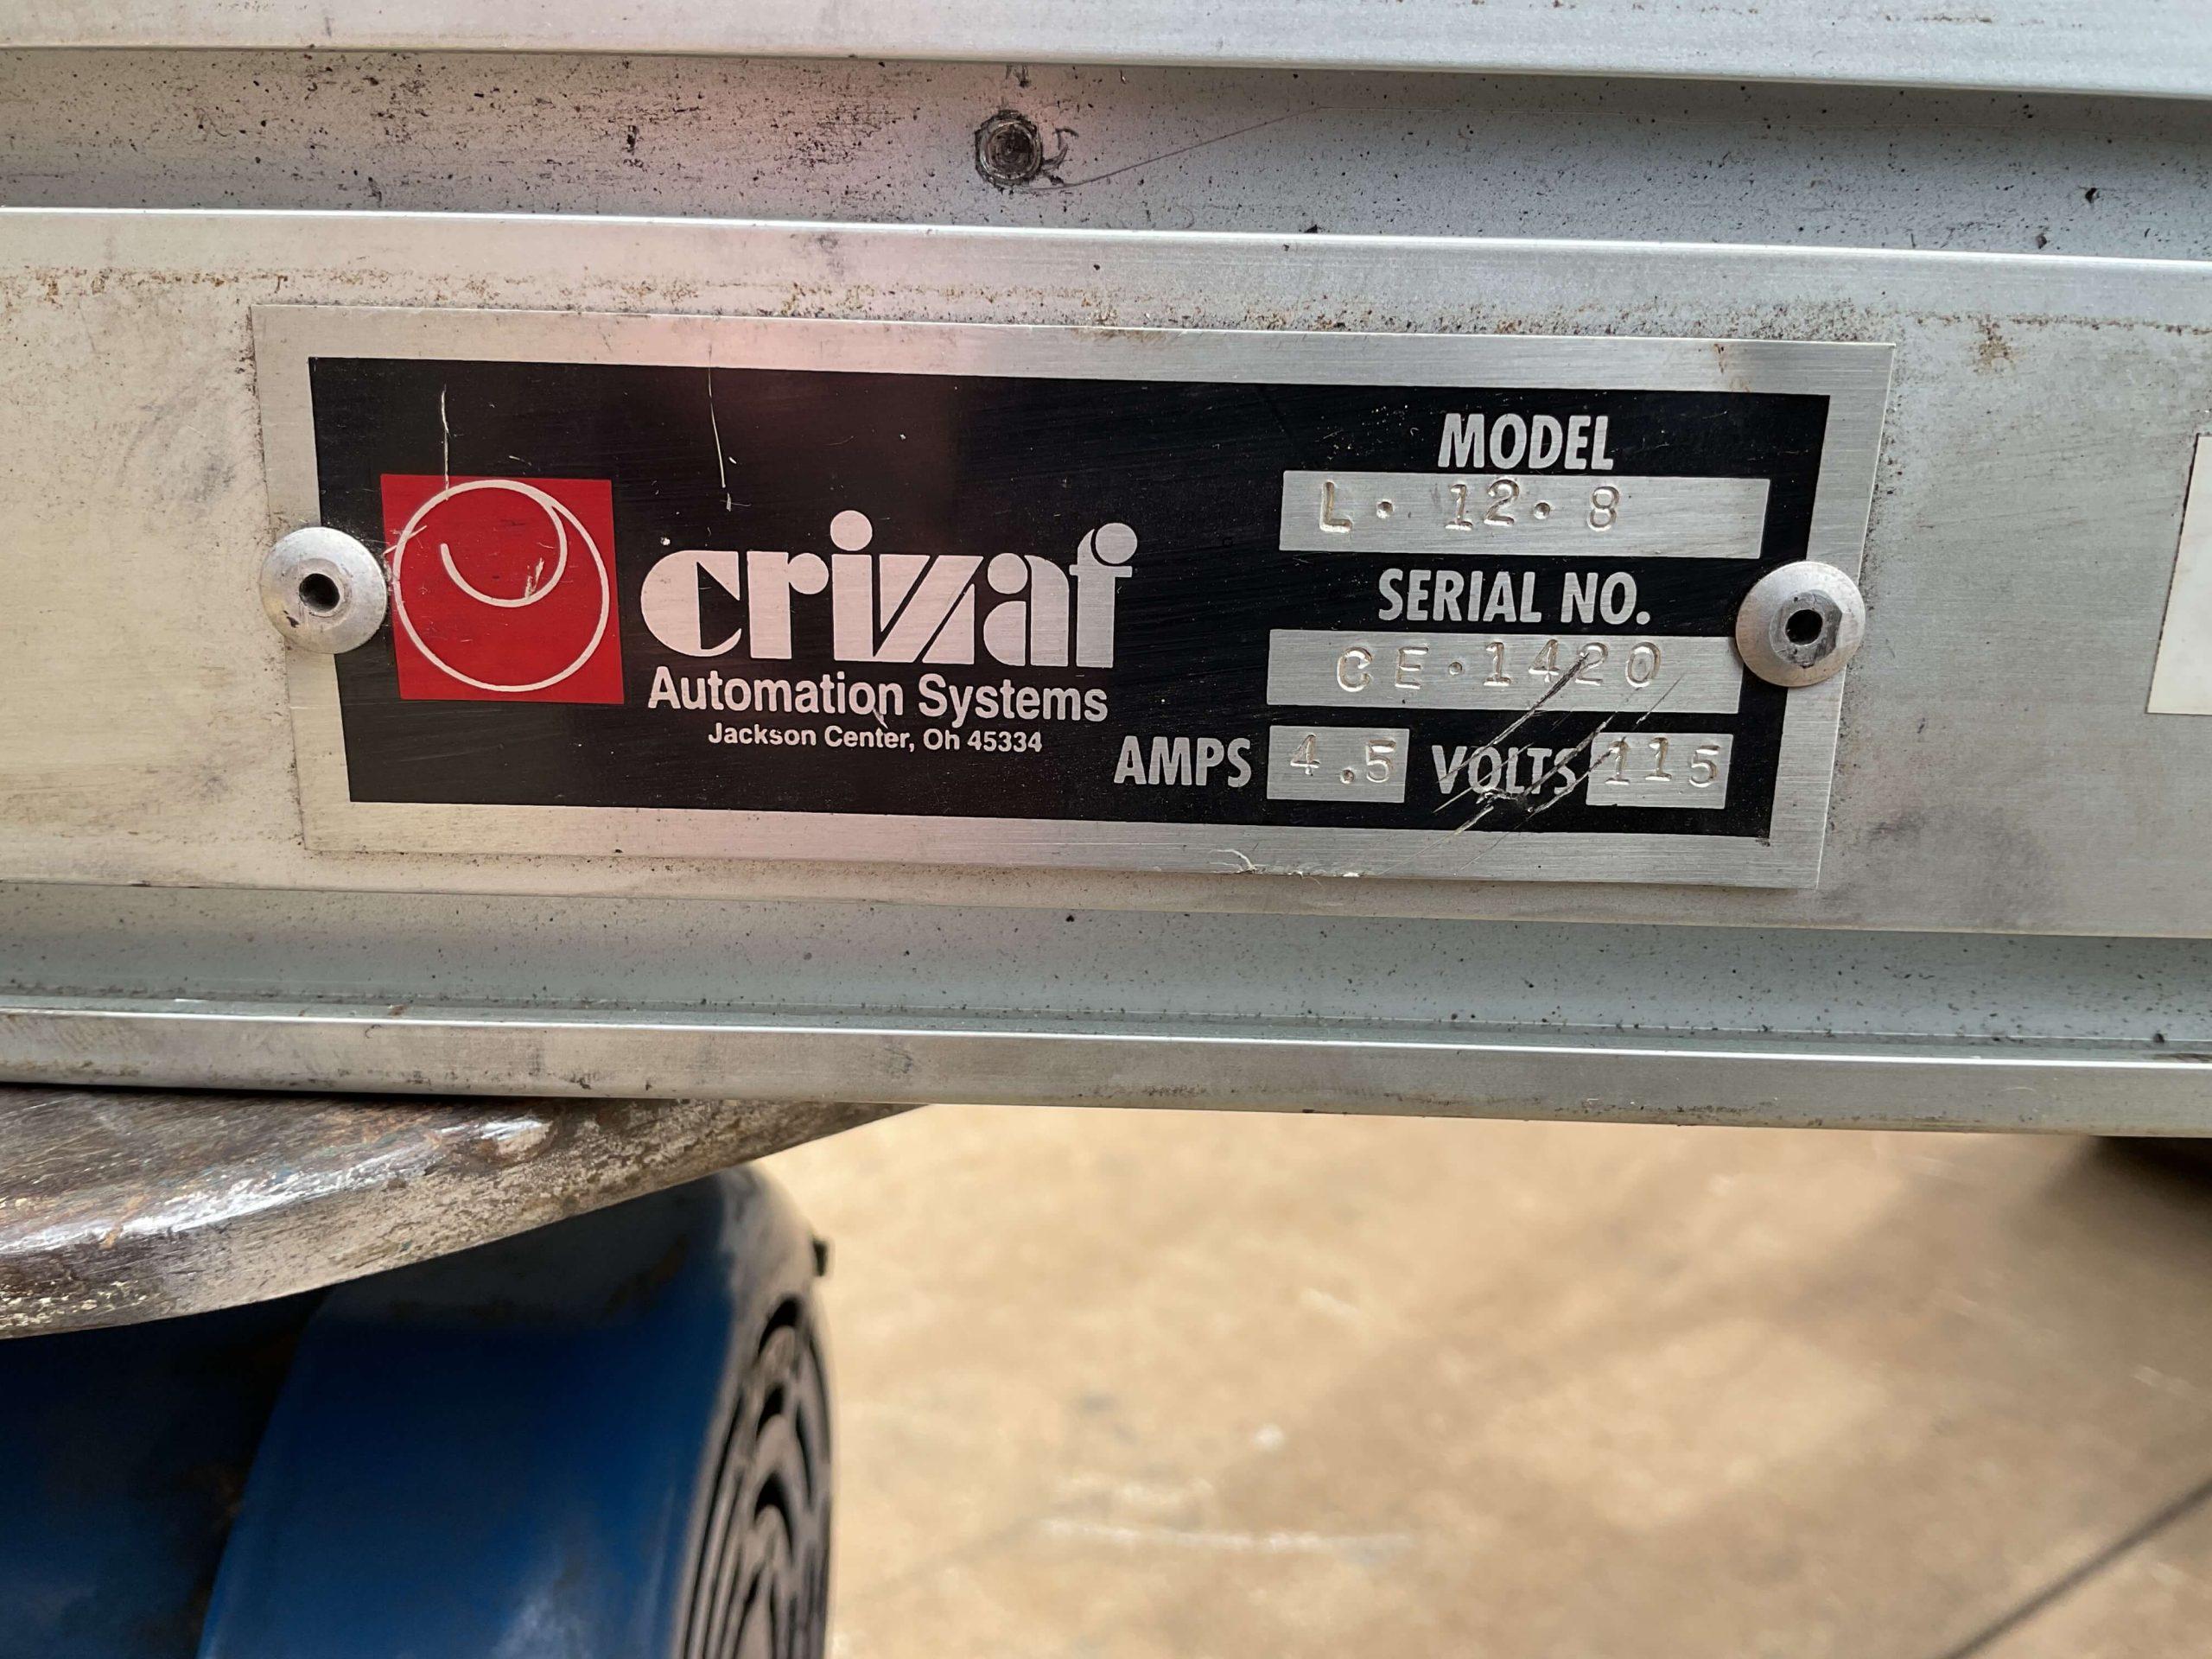 crizaf
Automation Systems
Jackson Center, Oh 45334
MODEL
L. 12.8
SERIAL NO.
CE.1420
AMPS 4.5 VOLTS 115